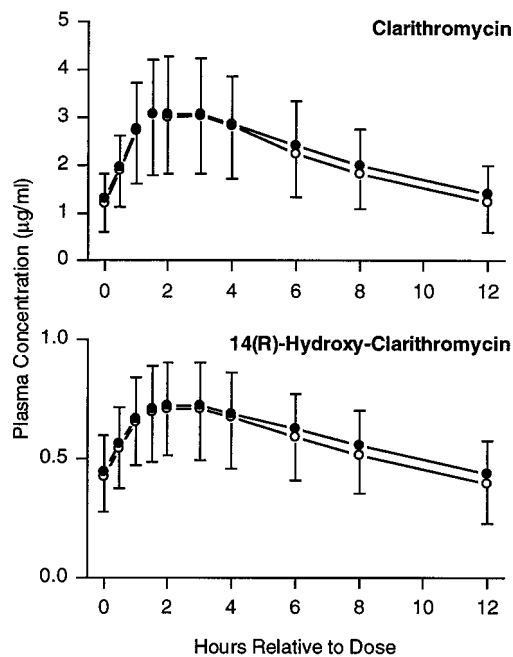 Clarithromycin
5
4
3
2
1
0
0 2 4 6 8 10 12
Plasma Concentration (µg/ml)
14(R)-Hydroxy-Clarithromycin
1.0
0.5
0.0
0 2 4 6 8 10 12
Hours Relative to Dose